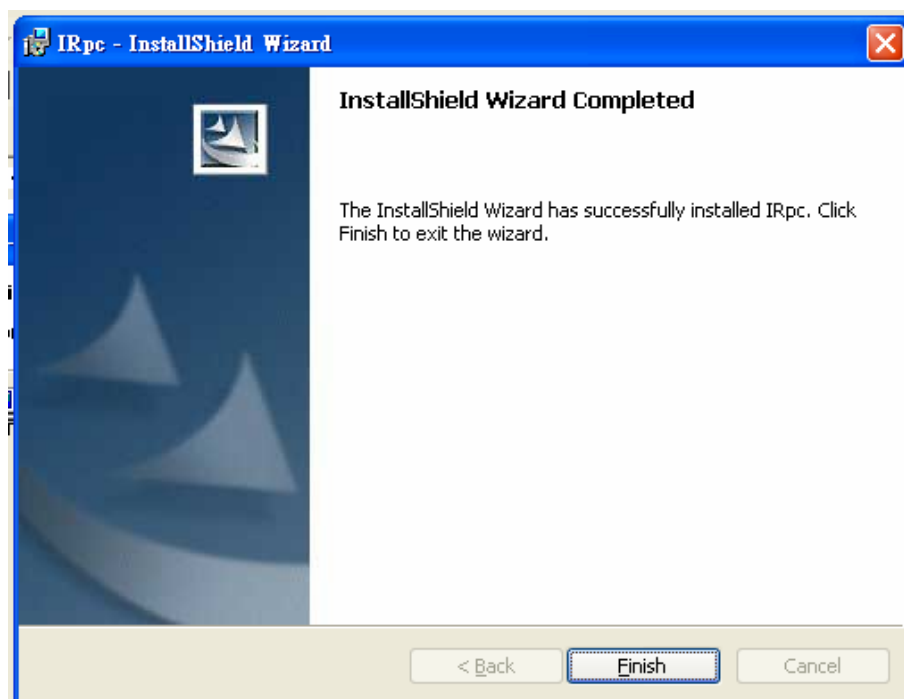 IRpc - InstallShield Wizard
InstallShield Wizard Completed
The InstallShield Wizard has successfully installed IRpc. Click
Finish to exit the wizard.
< Back Finish Cancel